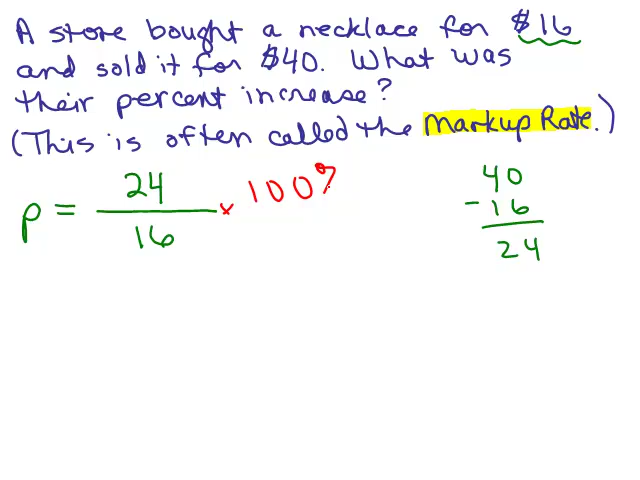 A store bought a necklace for $16
and sold it for $40. What was
their percent increase?
(This is often called the Markup Rate.)
p = 24/16 × 100%
40
- 16
24